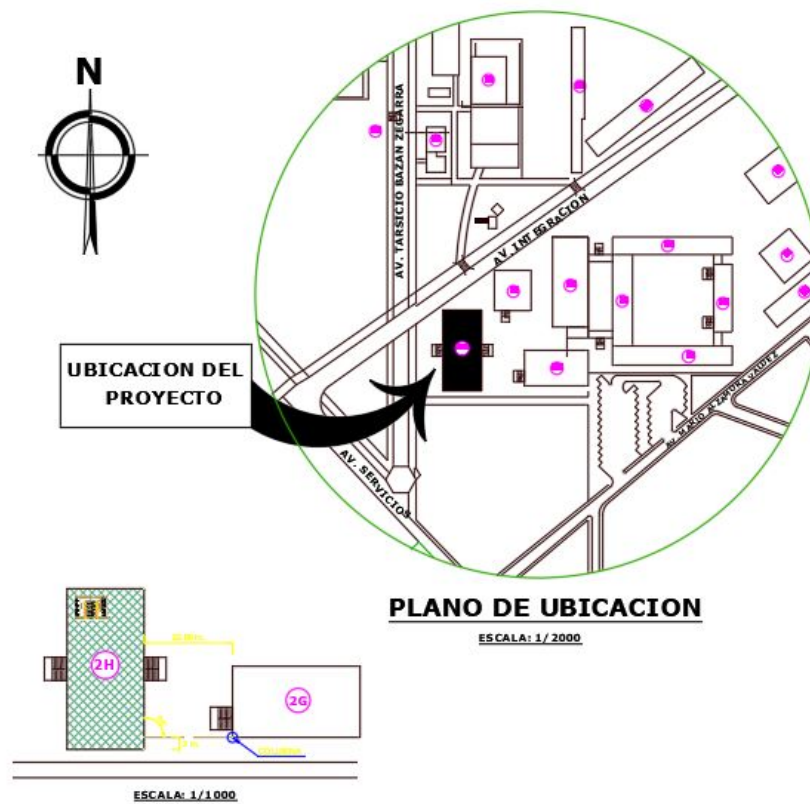 N
AV. TARSICIO BAZAN ZEGARRA
AV. INTEGRACION
UBICACION DEL
PROYECTO
AV. SERVICIOS
PLANO DE UBICACION
ESCALA: 1/2000
2H
2G
COLUMNA
ESCALA: 1/1000